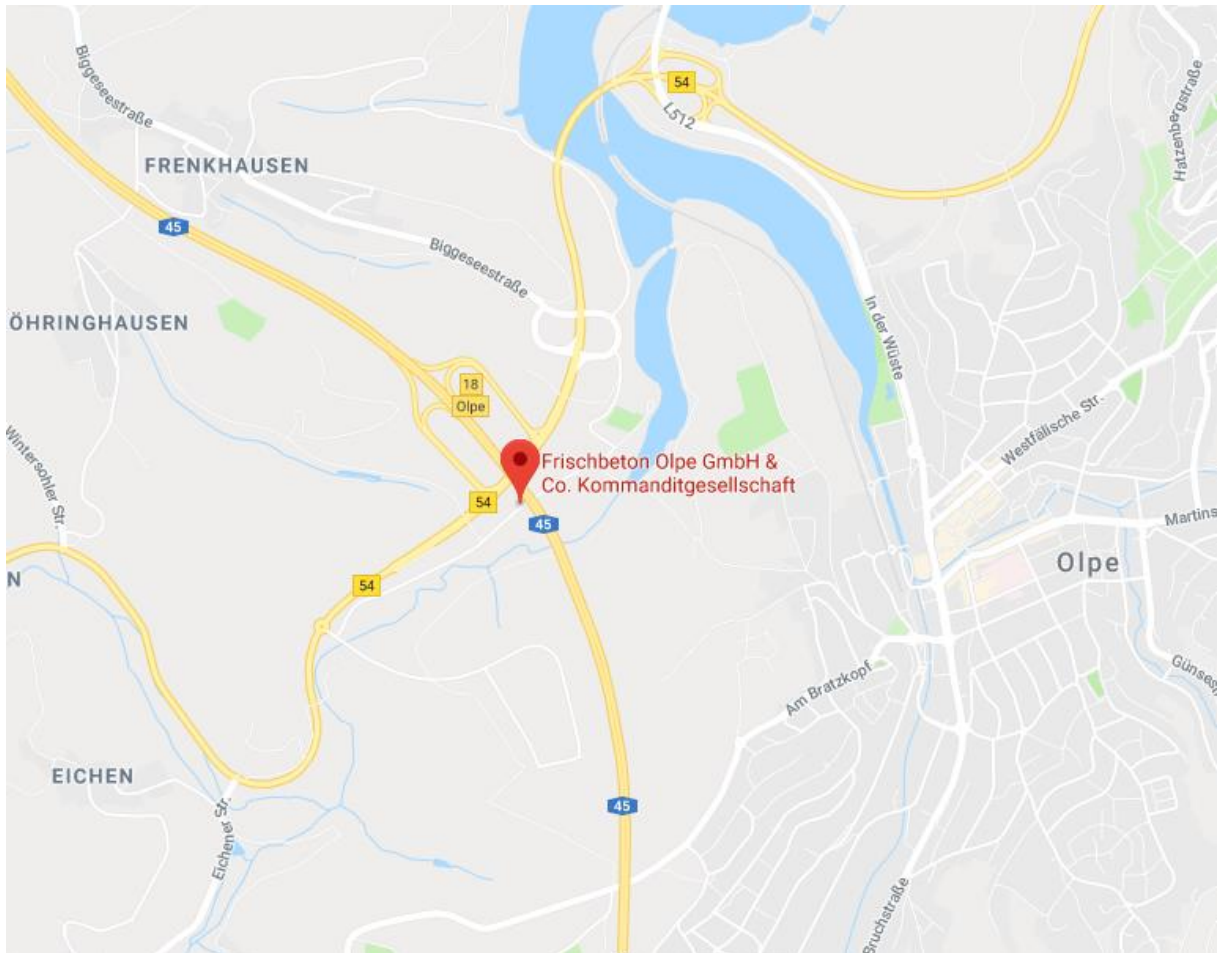 Biggeseestraße
FRENKHAUSEN
54
L512
Hatzenbergstraße
45
Biggeseestraße
ÖHRINGHAUSEN
In der Wüste
18
Olpe
Westfälische Str.
Wintersohler Str.
Frischbeton Olpe GmbH &
Co. Kommanditgesellschaft
54
45
Martins
Olpe
54
N
Am Bratzkopf
EICHEN
45
Eichener Str.
Bruchstraße